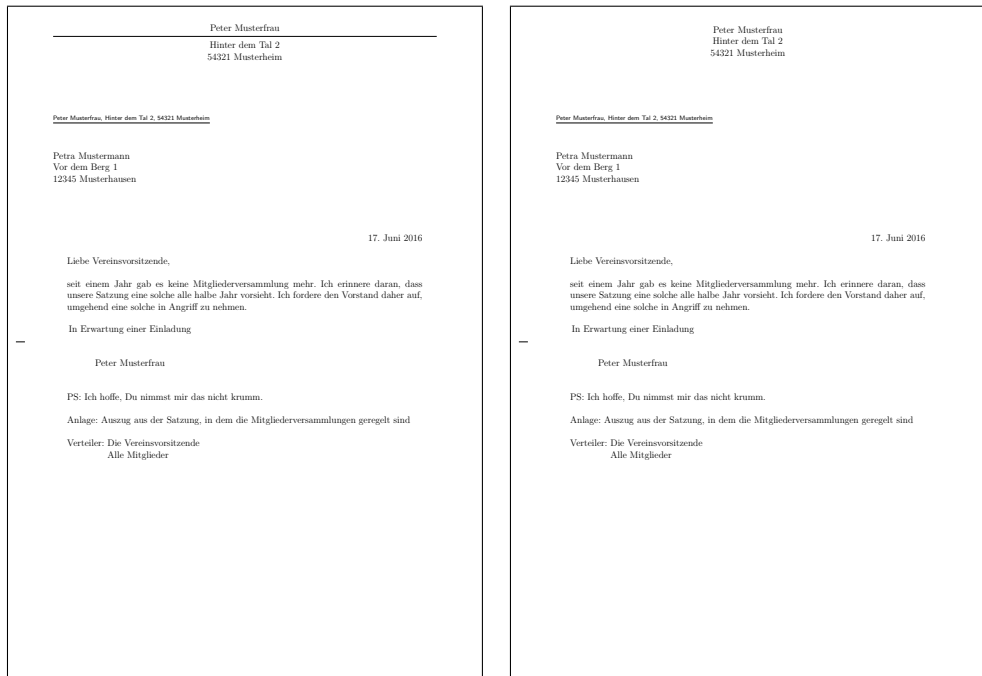 Peter Musterfrau
Hinter dem Tal 2
54321 Musterheim
Peter Musterfrau, Hinter dem Tal 2, 54321 Musterheim
Petra Mustermann
Vor dem Berg 1
12345 Musterhausen
17. Juni 2016
Liebe Vereinsvorsitzende,
seit einem Jahr gab es keine Mitgliederversammlung mehr. Ich erinnere daran, dass
unsere Satzung eine solche alle halbe Jahr vorsieht. Ich fordere den Vorstand daher auf,
umgehend eine solche in Angriff zu nehmen.
In Erwartung einer Einladung
Peter Musterfrau
PS: Ich hoffe, Du nimmst mir das nicht krumm.
Anlage: Auszug aus der Satzung, in dem die Mitgliederversammlungen geregelt sind
Verteiler: Die Vereinsvorsitzende
Alle Mitglieder
Peter Musterfrau
Hinter dem Tal 2
54321 Musterheim
Peter Musterfrau, Hinter dem Tal 2, 54321 Musterheim
Petra Mustermann
Vor dem Berg 1
12345 Musterhausen
17. Juni 2016
Liebe Vereinsvorsitzende,
seit einem Jahr gab es keine Mitgliederversammlung mehr. Ich erinnere daran, dass
unsere Satzung eine solche alle halbe Jahr vorsieht. Ich fordere den Vorstand daher auf,
umgehend eine solche in Angriff zu nehmen.
In Erwartung einer Einladung
Peter Musterfrau
PS: Ich hoffe, Du nimmst mir das nicht krumm.
Anlage: Auszug aus der Satzung, in dem die Mitgliederversammlungen geregelt sind
Verteiler: Die Vereinsvorsitzende
Alle Mitglieder